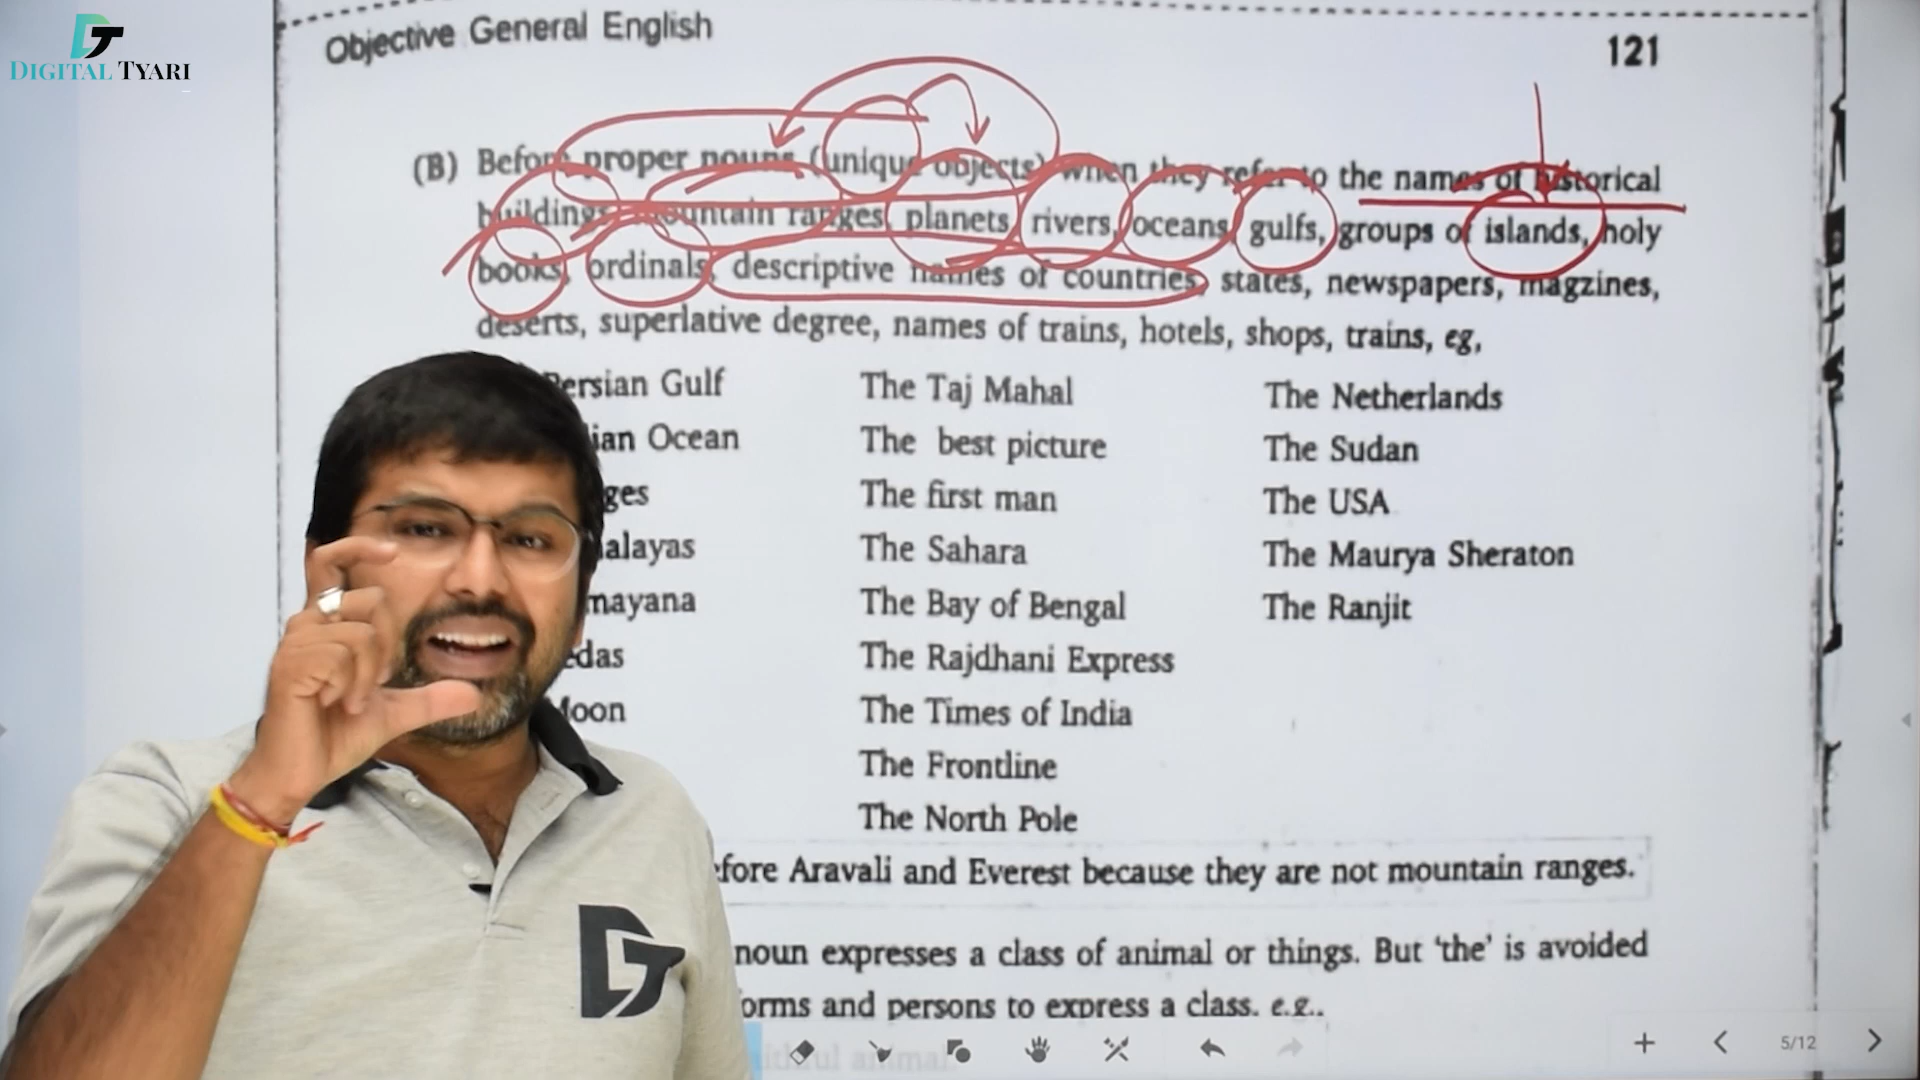 DIGITAL TYARI
Objective General English
121
(B) Before proper nouns (unique objects) when they refer to the names of historical
buildings, mountain ranges, planets, rivers, oceans, gulfs, groups of islands, holy
books, ordinals, descriptive names of countries, states, newspapers, magzines,
deserts, superlative degree, names of trains, hotels, shops, trains, eg,
Persian Gulf The Taj Mahal The Netherlands
Ocean The best picture The Sudan
The first man The USA
The Sahara The Maurya Sheraton
The Bay of Bengal The Ranjit
The Rajdhani Express
Moon The Times of India
The Frontline
The North Pole
Aravali and Everest because they are not mountain ranges.
noun expresses a class of animal or things. But ‘the’ is avoided
and persons to express a class. e.g..
animal.
DT
5/12